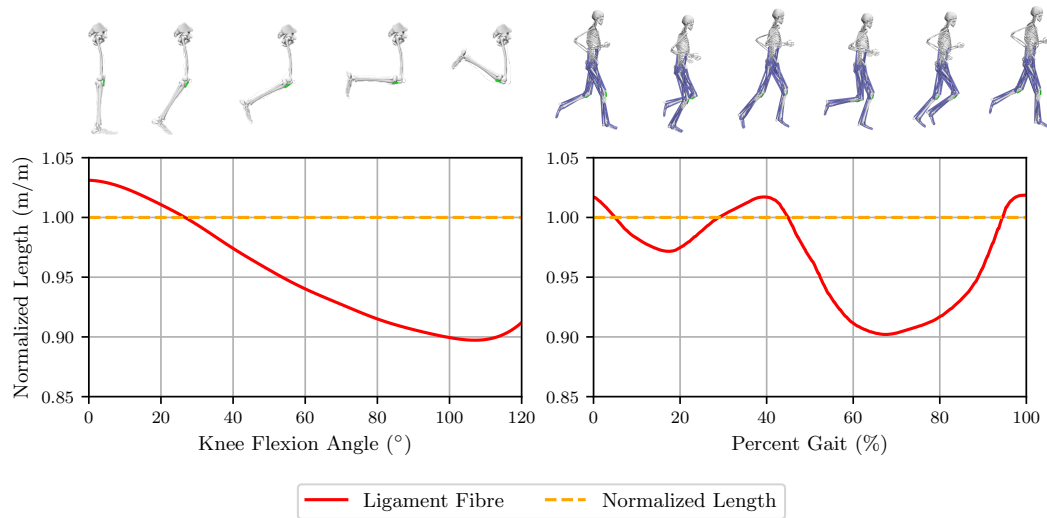 Normalized Length (m/m)
1.05
1.00
0.95
0.90
0.85
0 20 40 60 80 100 120
Knee Flexion Angle (°)
1.05
1.00
0.95
0.90
0.85
0 20 40 60 80 100
Percent Gait (%)
Ligament Fibre
Normalized Length